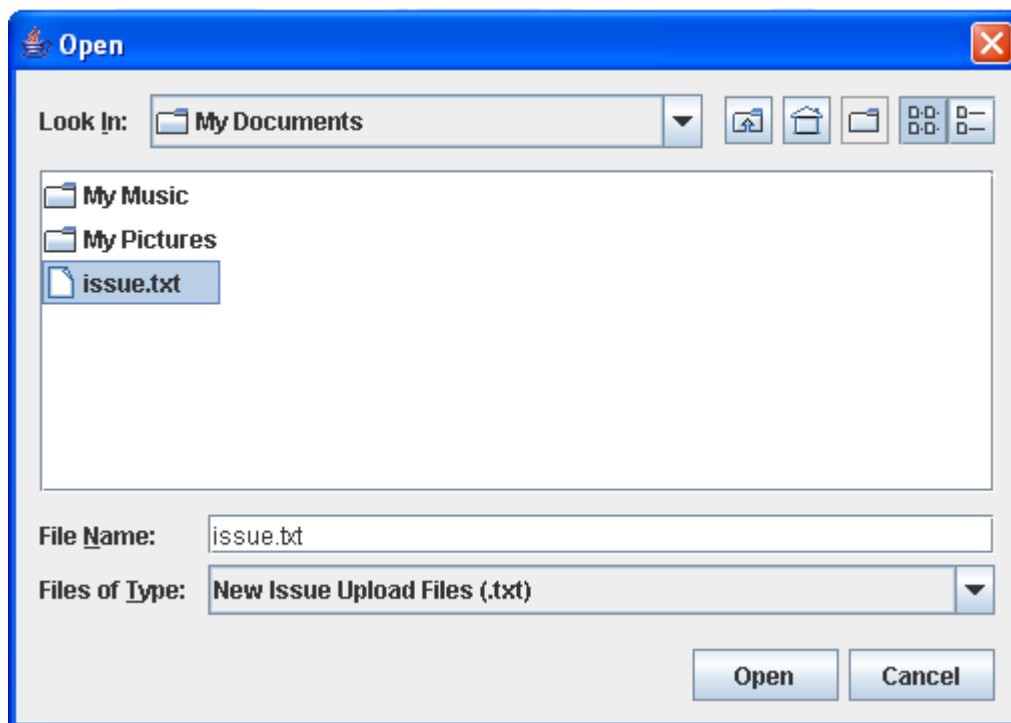 Open
Look In: My Documents
My Music
My Pictures
issue.txt
File Name: issue.txt
Files of Type: New Issue Upload Files (.txt)
Open Cancel